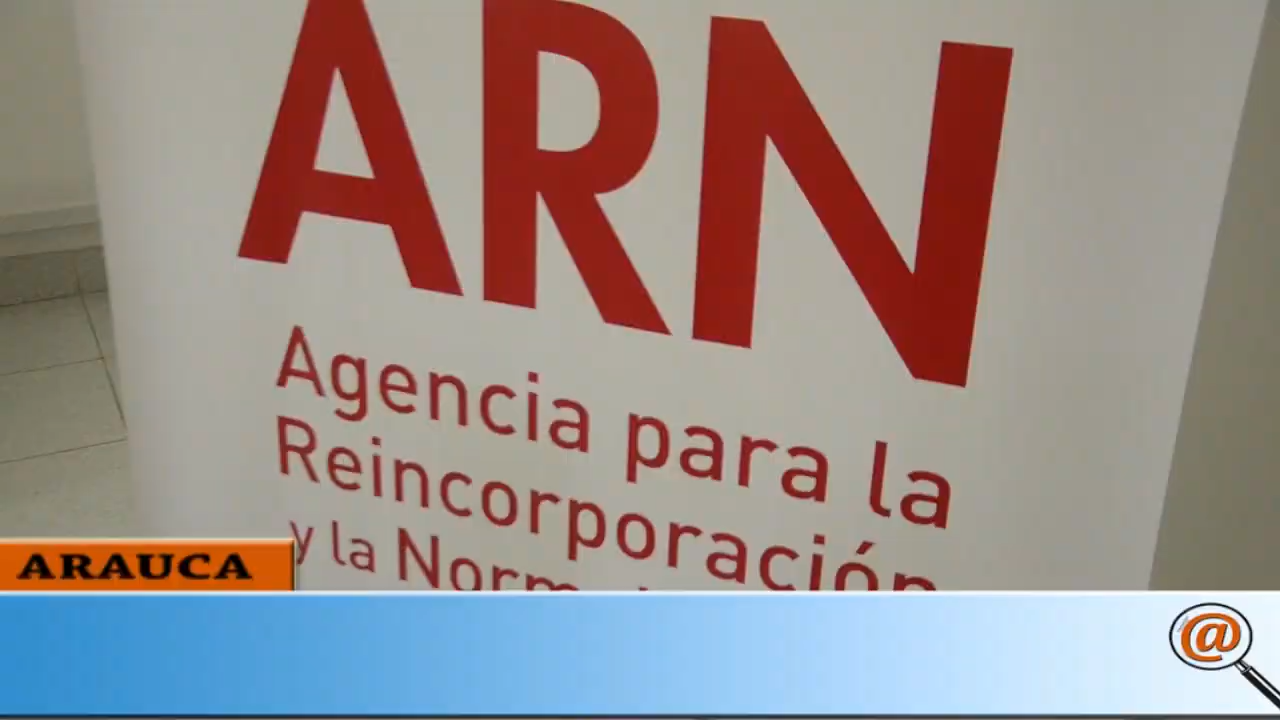 ARN
Agencia para la
Reincorporación
y la
ARAUCA
@